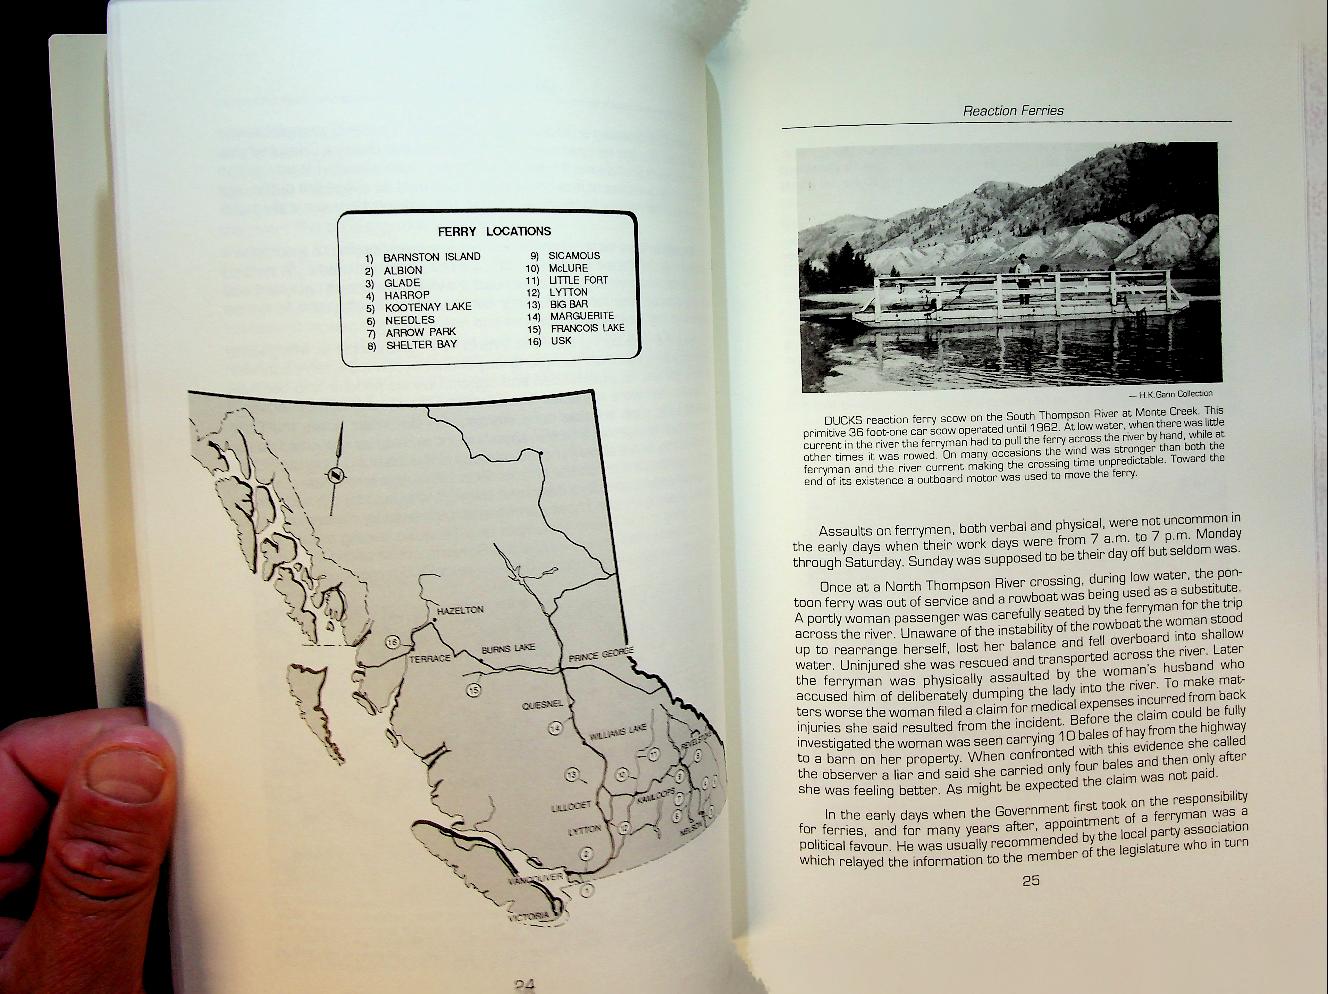 FERRY LOCATIONS
1) BARNSTON ISLAND
2) ALBION
3) GLADE
4) HARROP
5) KOOTENAY LAKE
6) NEEDLES
7) ARROW PARK
8) SHELTER BAY
9) SICAMOUS
10) McLURE
11) LITTLE FORT
12) LYTTON
13) BIG BAR
14) MARGUERITE
15) FRANCOIS LAKE
16) USK
HAZELTON
16
TERRACE
BURNS LAKE
PRINCE GEORGE
15
QUESNEL
14
WILLIAMS LAKE
REVELSTOKE
11
13
10
LILLOOET
KAMLOOPS
LYTTON
12
NELSON
2
VANCOUVER
1
VICTORIA
24
Reaction Ferries
— H.K.Gann Collection
DUCKS reaction ferry scow on the South Thompson River at Monte Creek. This
primitive 36 foot-one car scow operated until 1962. At low water, when there was little
current in the river the ferryman had to pull the ferry across the river by hand, while at
other times it was rowed. On many occasions the wind was stronger than both the
ferryman and the river current making the crossing time unpredictable. Toward the
end of its existence a outboard motor was used to move the ferry.
Assaults on ferrymen, both verbal and physical, were not uncommon in
the early days when their work days were from 7 a.m. to 7 p.m. Monday
through Saturday. Sunday was supposed to be their day off but seldom was.
Once at a North Thompson River crossing, during low water, the pon-
toon ferry was out of service and a rowboat was being used as a substitute.
A portly woman passenger was carefully seated by the ferryman for the trip
across the river. Unaware of the instability of the rowboat the woman stood
up to rearrange herself, lost her balance and fell overboard into shallow
water. Uninjured she was rescued and transported across the river. Later
the ferryman was physically assaulted by the woman's husband who
accused him of deliberately dumping the lady into the river. To make mat-
ters worse the woman filed a claim for medical expenses incurred from back
injuries she said resulted from the incident. Before the claim could be fully
investigated the woman was seen carrying 10 bales of hay from the highway
to a barn on her property. When confronted with this evidence she called
the observer a liar and said she carried only four bales and then only after
she was feeling better. As might be expected the claim was not paid.
In the early days when the Government first took on the responsibility
for ferries, and for many years after, appointment of a ferryman was a
political favour. He was usually recommended by the local party association
which relayed the information to the member of the legislature who in turn
25